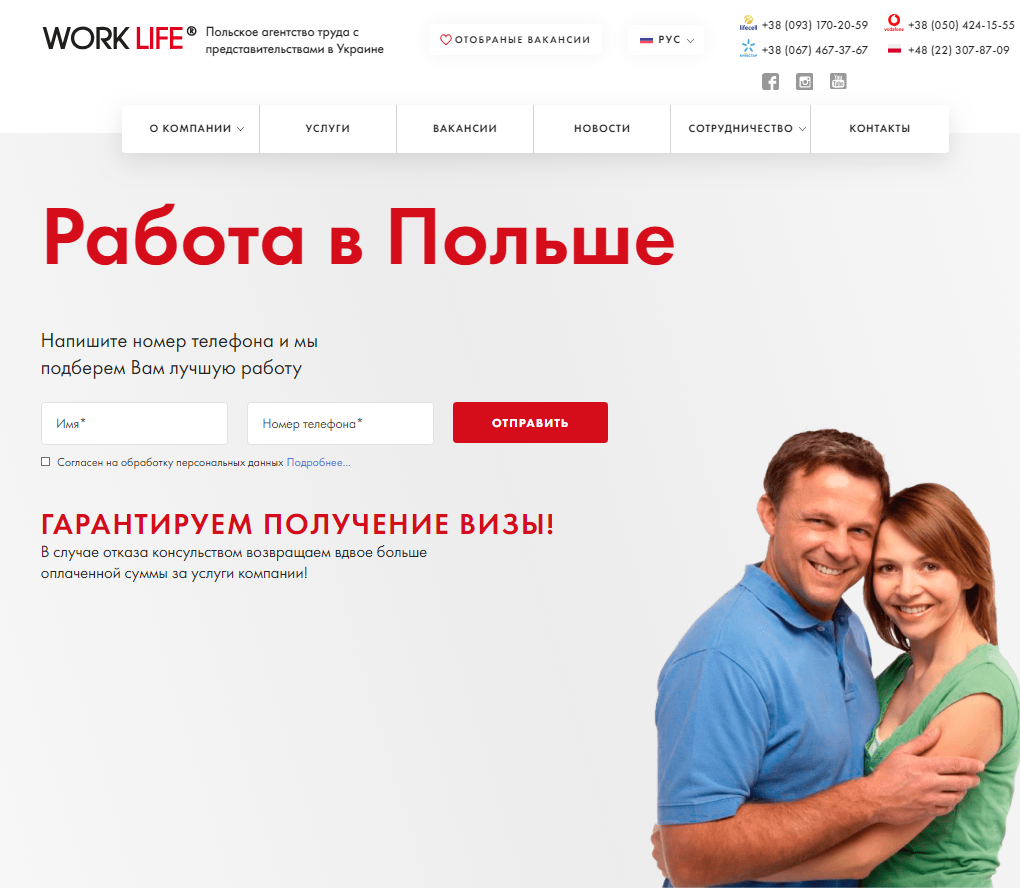 WORK LIFE®
Польское агентство труда с
представительствами в Украине
ОТОБРАНЫЕ ВАКАНСИИ
РУС
lifecell +38 (093) 170-20-59
vodafone +38 (050) 424-15-55
+38 (067) 467-37-67
+48 (22) 307-87-09
You Tube
О КОМПАНИИ
УСЛУГИ
ВАКАНСИИ
НОВОСТИ
СОТРУДНИЧЕСТВО
КОНТАКТЫ
Работа в Польше
Напишите номер телефона и мы
подберем Вам лучшую работу
Имя*
Номер телефона*
ОТПРАВИТЬ
Согласен на обработку персональных данных Подробнее...
ГАРАНТИРУЕМ ПОЛУЧЕНИЕ ВИЗЫ!
В случае отказа консульством возвращаем вдвое больше
оплаченной суммы за услуги компании!